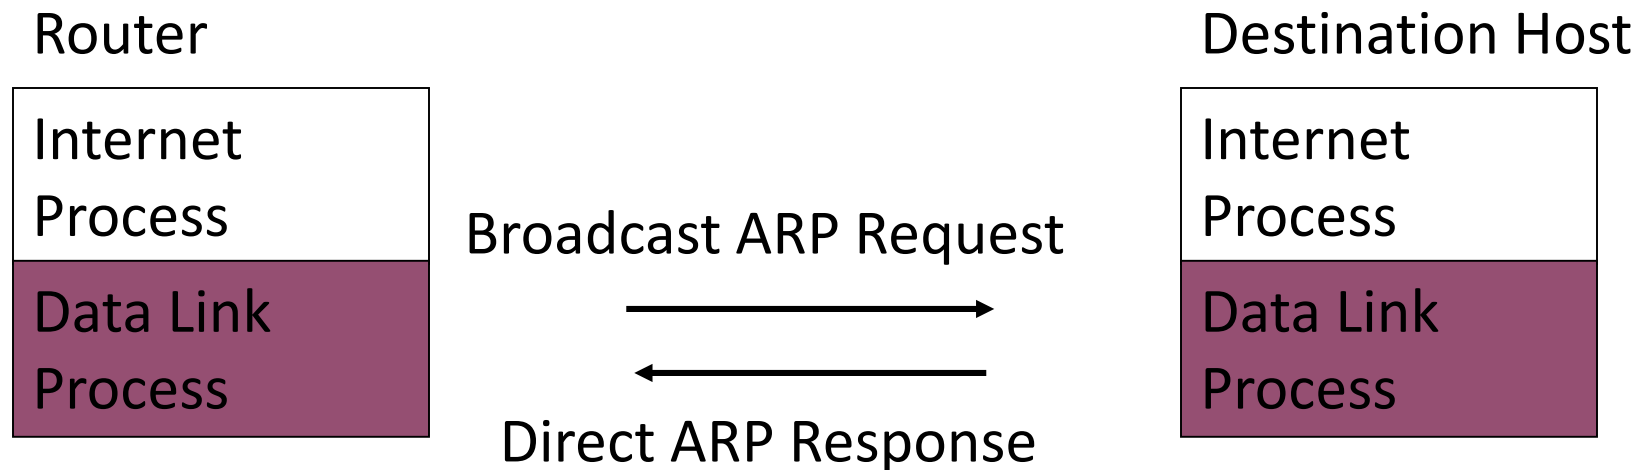 Router
Destination Host
Internet
Process
Internet
Process
Broadcast ARP Request
Data Link
Process
Data Link
Process
Direct ARP Response